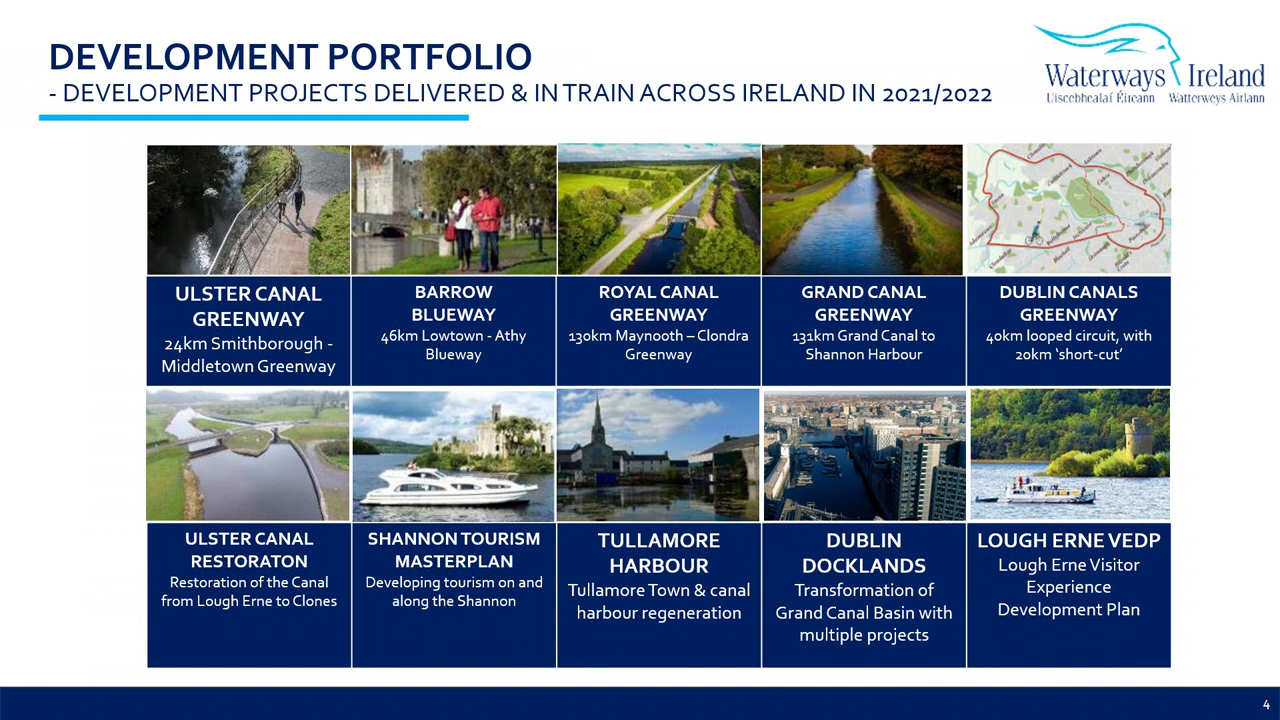 DEVELOPMENT PORTFOLIO
- DEVELOPMENT PROJECTS DELIVERED & IN TRAIN ACROSS IRELAND IN 2021/2022
Waterways Ireland
Uiscebhealaí Éireann Watterweys Airlann
ULSTER CANAL
GREENWAY
24km Smithborough -
Middletown Greenway
BARROW
BLUEWAY
46km Lowtown - Athy
Blueway
ROYAL CANAL
GREENWAY
130km Maynooth – Clondra
Greenway
GRAND CANAL
GREENWAY
131km Grand Canal to
Shannon Harbour
DUBLIN CANALS
GREENWAY
40km looped circuit, with
20km ‘short-cut’
ULSTER CANAL
RESTORATON
Restoration of the Canal
from Lough Erne to Clones
SHANNON TOURISM
MASTERPLAN
Developing tourism on and
along the Shannon
TULLAMORE
HARBOUR
Tullamore Town & canal
harbour regeneration
DUBLIN
DOCKLANDS
Transformation of
Grand Canal Basin with
multiple projects
LOUGH ERNE VEDP
Lough Erne Visitor
Experience
Development Plan
4